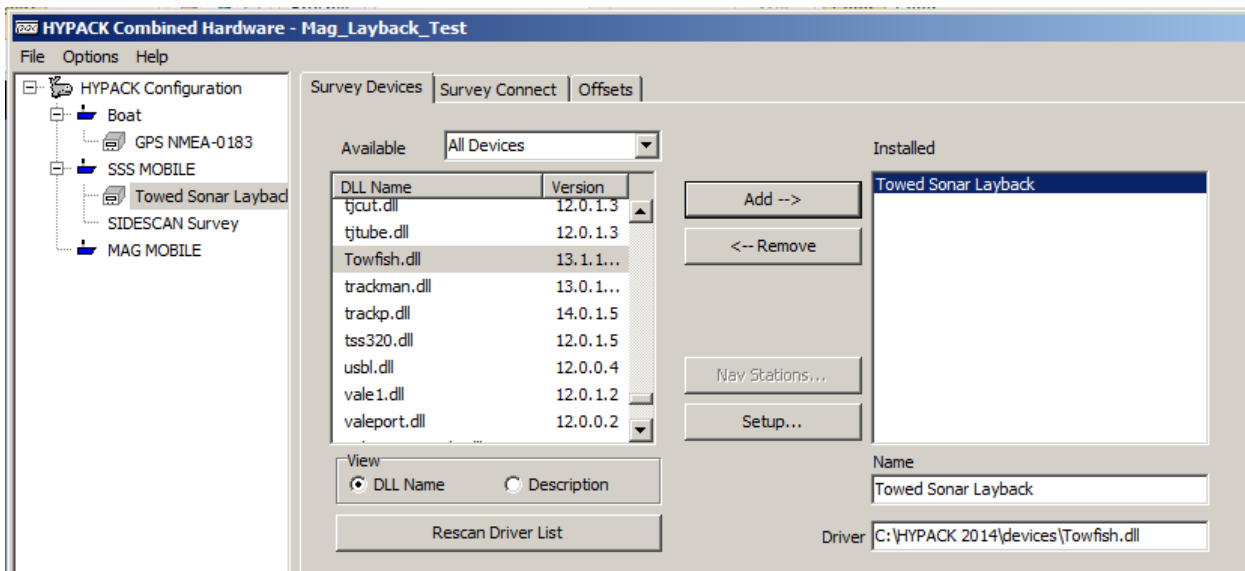 HYPACK Combined Hardware - Mag_Layback_Test
File Options Help
HYPACK Configuration
Boat
GPS NMEA-0183
SSS MOBILE
Towed Sonar Layback
SIDESCAN Survey
MAG MOBILE
Survey Devices Survey Connect Offsets
Available All Devices
DLL Name Version
tjcut.dll 12.0.1.3
tjtube.dll 12.0.1.3
Towfish.dll 13.1.1...
trackman.dll 13.0.1...
trackp.dll 14.0.1.5
tss320.dll 12.0.1.5
usbl.dll 12.0.0.4
vale1.dll 12.0.1.2
valeport.dll 12.0.0.2
View
DLL Name Description
Rescan Driver List
Add -->
<-- Remove
Nav Stations...
Setup...
Installed
Towed Sonar Layback
Name
Towed Sonar Layback
Driver C:\HYPACK 2014\devices\Towfish.dll